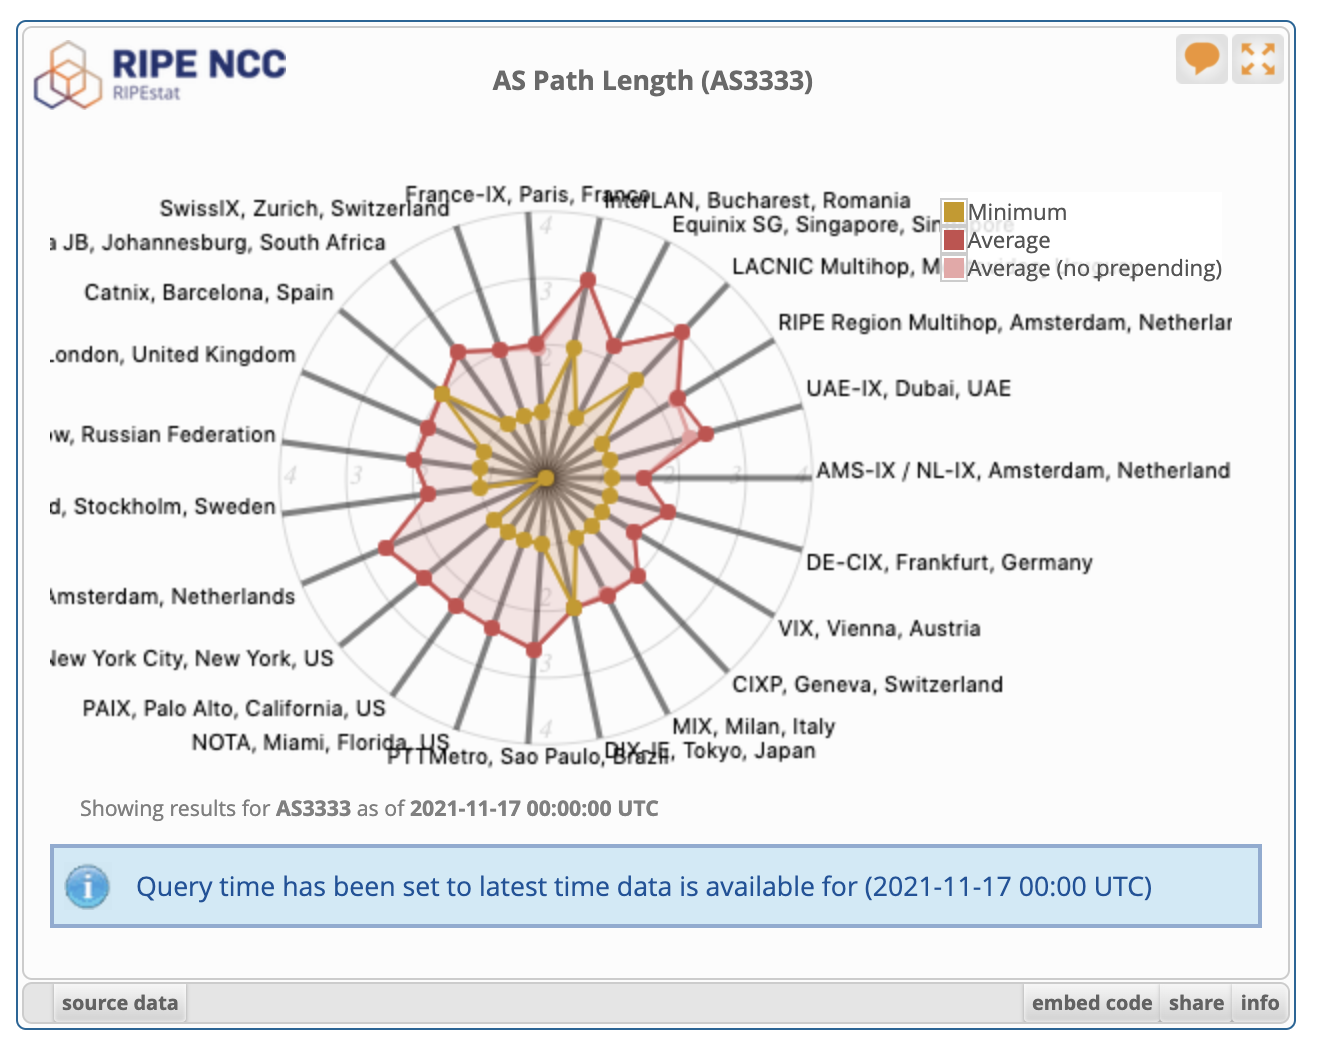 RIPE NCC
RIPEstat
AS Path Length (AS3333)
France-IX, Paris, France
InterLAN, Bucharest, Romania
SwissIX, Zurich, Switzerland
Equinix SG, Singapore, Singapore
Minimum
Average
Average (no prepending)
a JB, Johannesburg, South Africa
LACNIC Multihop,
Catnix, Barcelona, Spain
RIPE Region Multihop, Amsterdam, Netherlan
London, United Kingdom
UAE-IX, Dubai, UAE
w, Russian Federation
AMS-IX / NL-IX, Amsterdam, Netherland
4
3
2
4
3
2
2
3
4
2
3
4
d, Stockholm, Sweden
DE-CIX, Frankfurt, Germany
Amsterdam, Netherlands
VIX, Vienna, Austria
New York City, New York, US
CIXP, Geneva, Switzerland
PAIX, Palo Alto, California, US
MIX, Milan, Italy
NOTA, Miami, Florida, US
PTTMetro, Sao Paulo, Brazil
DIX-IE, Tokyo, Japan
Showing results for AS3333 as of 2021-11-17 00:00:00 UTC
i
Query time has been set to latest time data is available for (2021-11-17 00:00 UTC)
source data
embed code
share
info